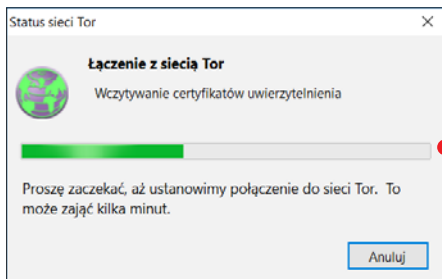 Status sieci Tor
Łączenie z siecią Tor
Wczytywanie certyfikatów uwierzytelnienia
Proszę zaczekać, aż ustanowimy połączenie do sieci Tor. To
może zająć kilka minut.
Anuluj